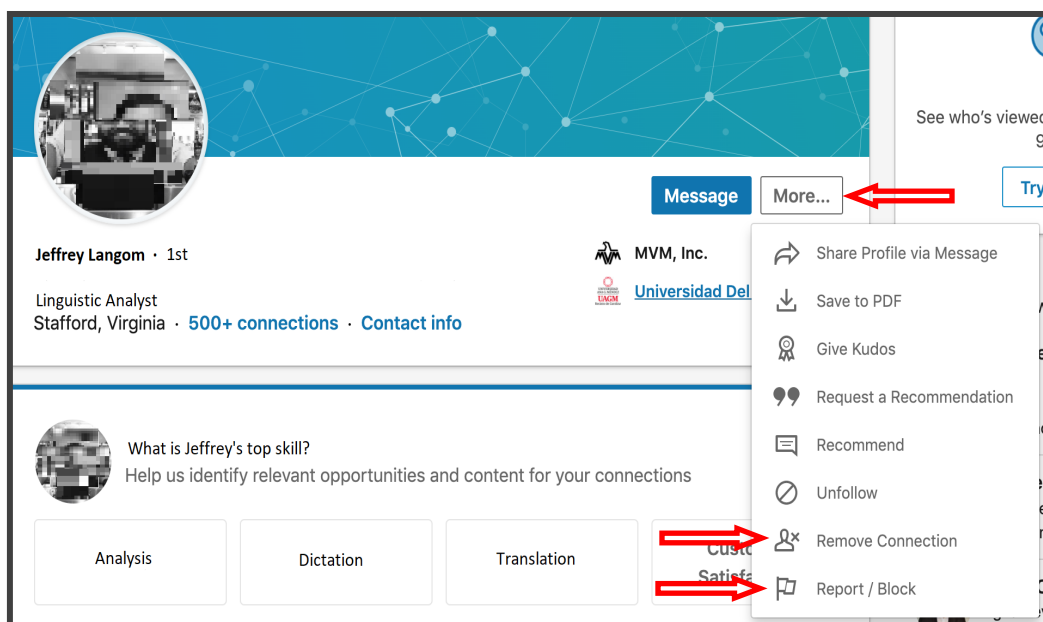 See who's viewed
Try
Message
More...
Jeffrey Langom · 1st
MVM, Inc.
Linguistic Analyst
UAGM
Universidad Del
Stafford, Virginia · 500+ connections · Contact info
Share Profile via Message
Save to PDF
Give Kudos
Request a Recommendation
Recommend
Unfollow
Remove Connection
Report / Block
What is Jeffrey's top skill?
Help us identify relevant opportunities and content for your connections
Analysis
Dictation
Translation